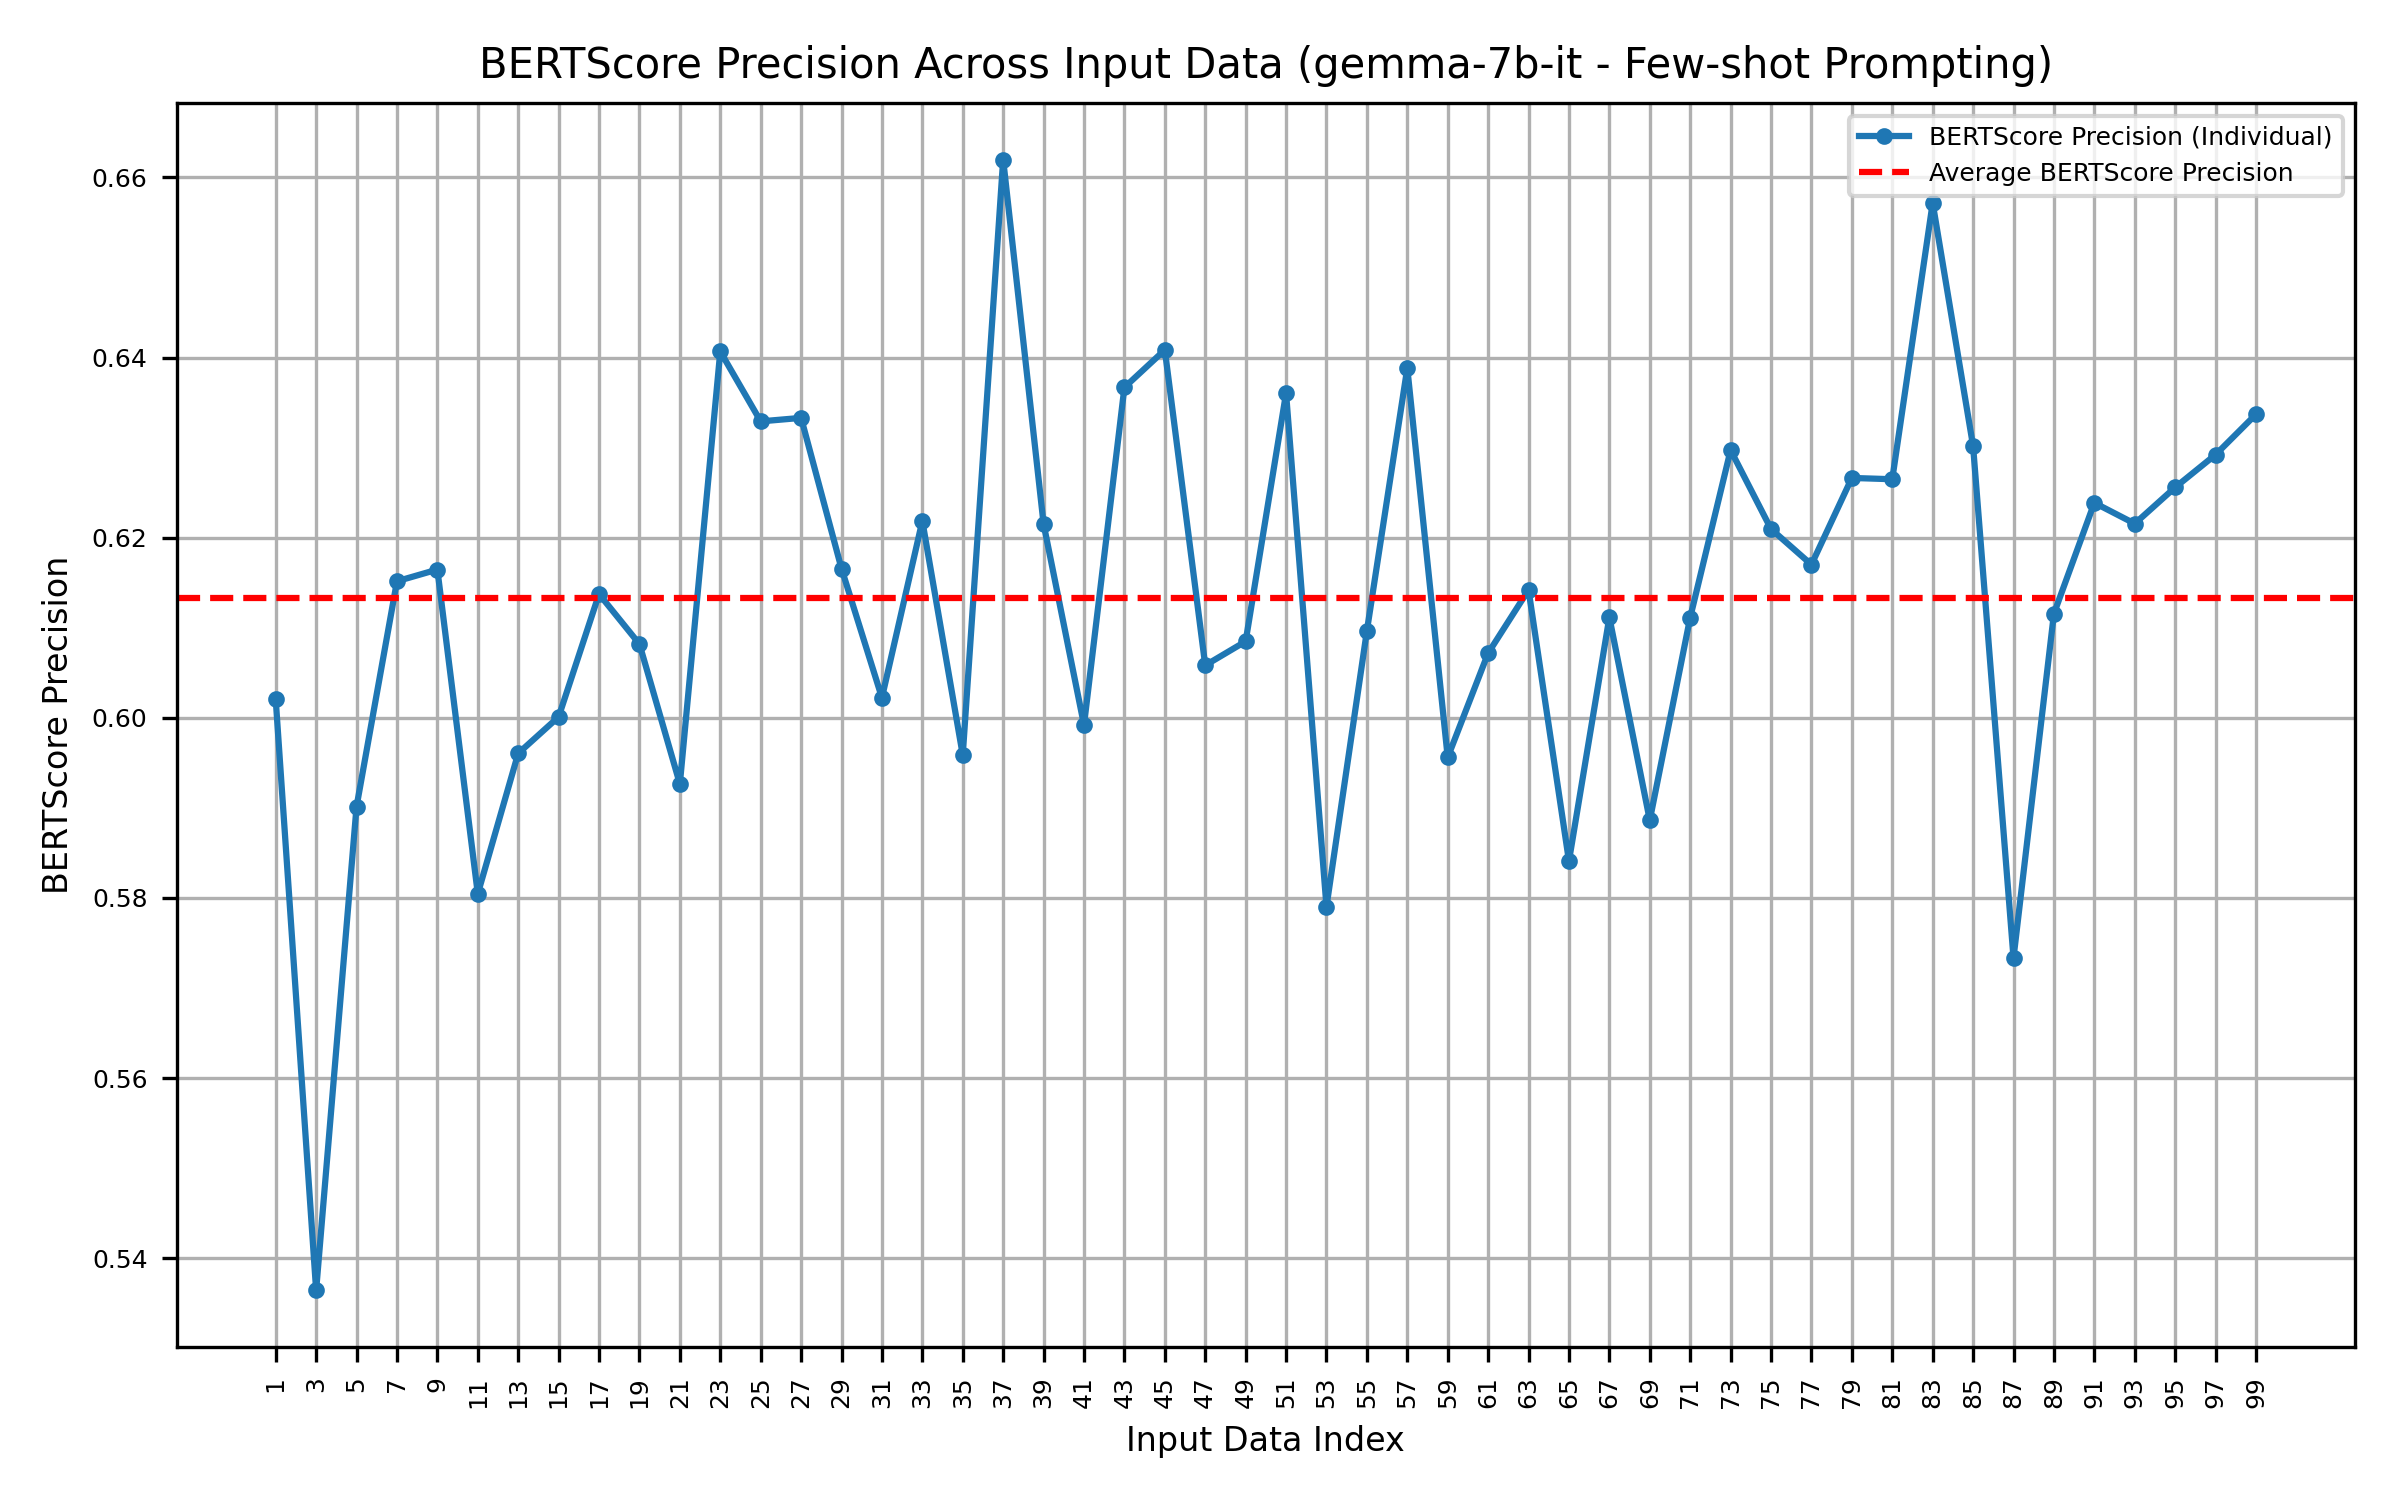 BERTScore Precision Across Input Data (gemma-7b-it - Few-shot Prompting)
BERTScore Precision (Individual)
Average BERTScore Precision
0.66
0.64
0.62
0.60
0.58
0.56
0.54
BERTScore Precision
1 3 5 7 9 11 13 15 17 19 21 23 25 27 29 31 33 35 37 39 41 43 45 47 49 51 53 55 57 59 61 63 65 67 69 71 73 75 77 79 81 83 85 87 89 91 93 95 97 99
Input Data Index